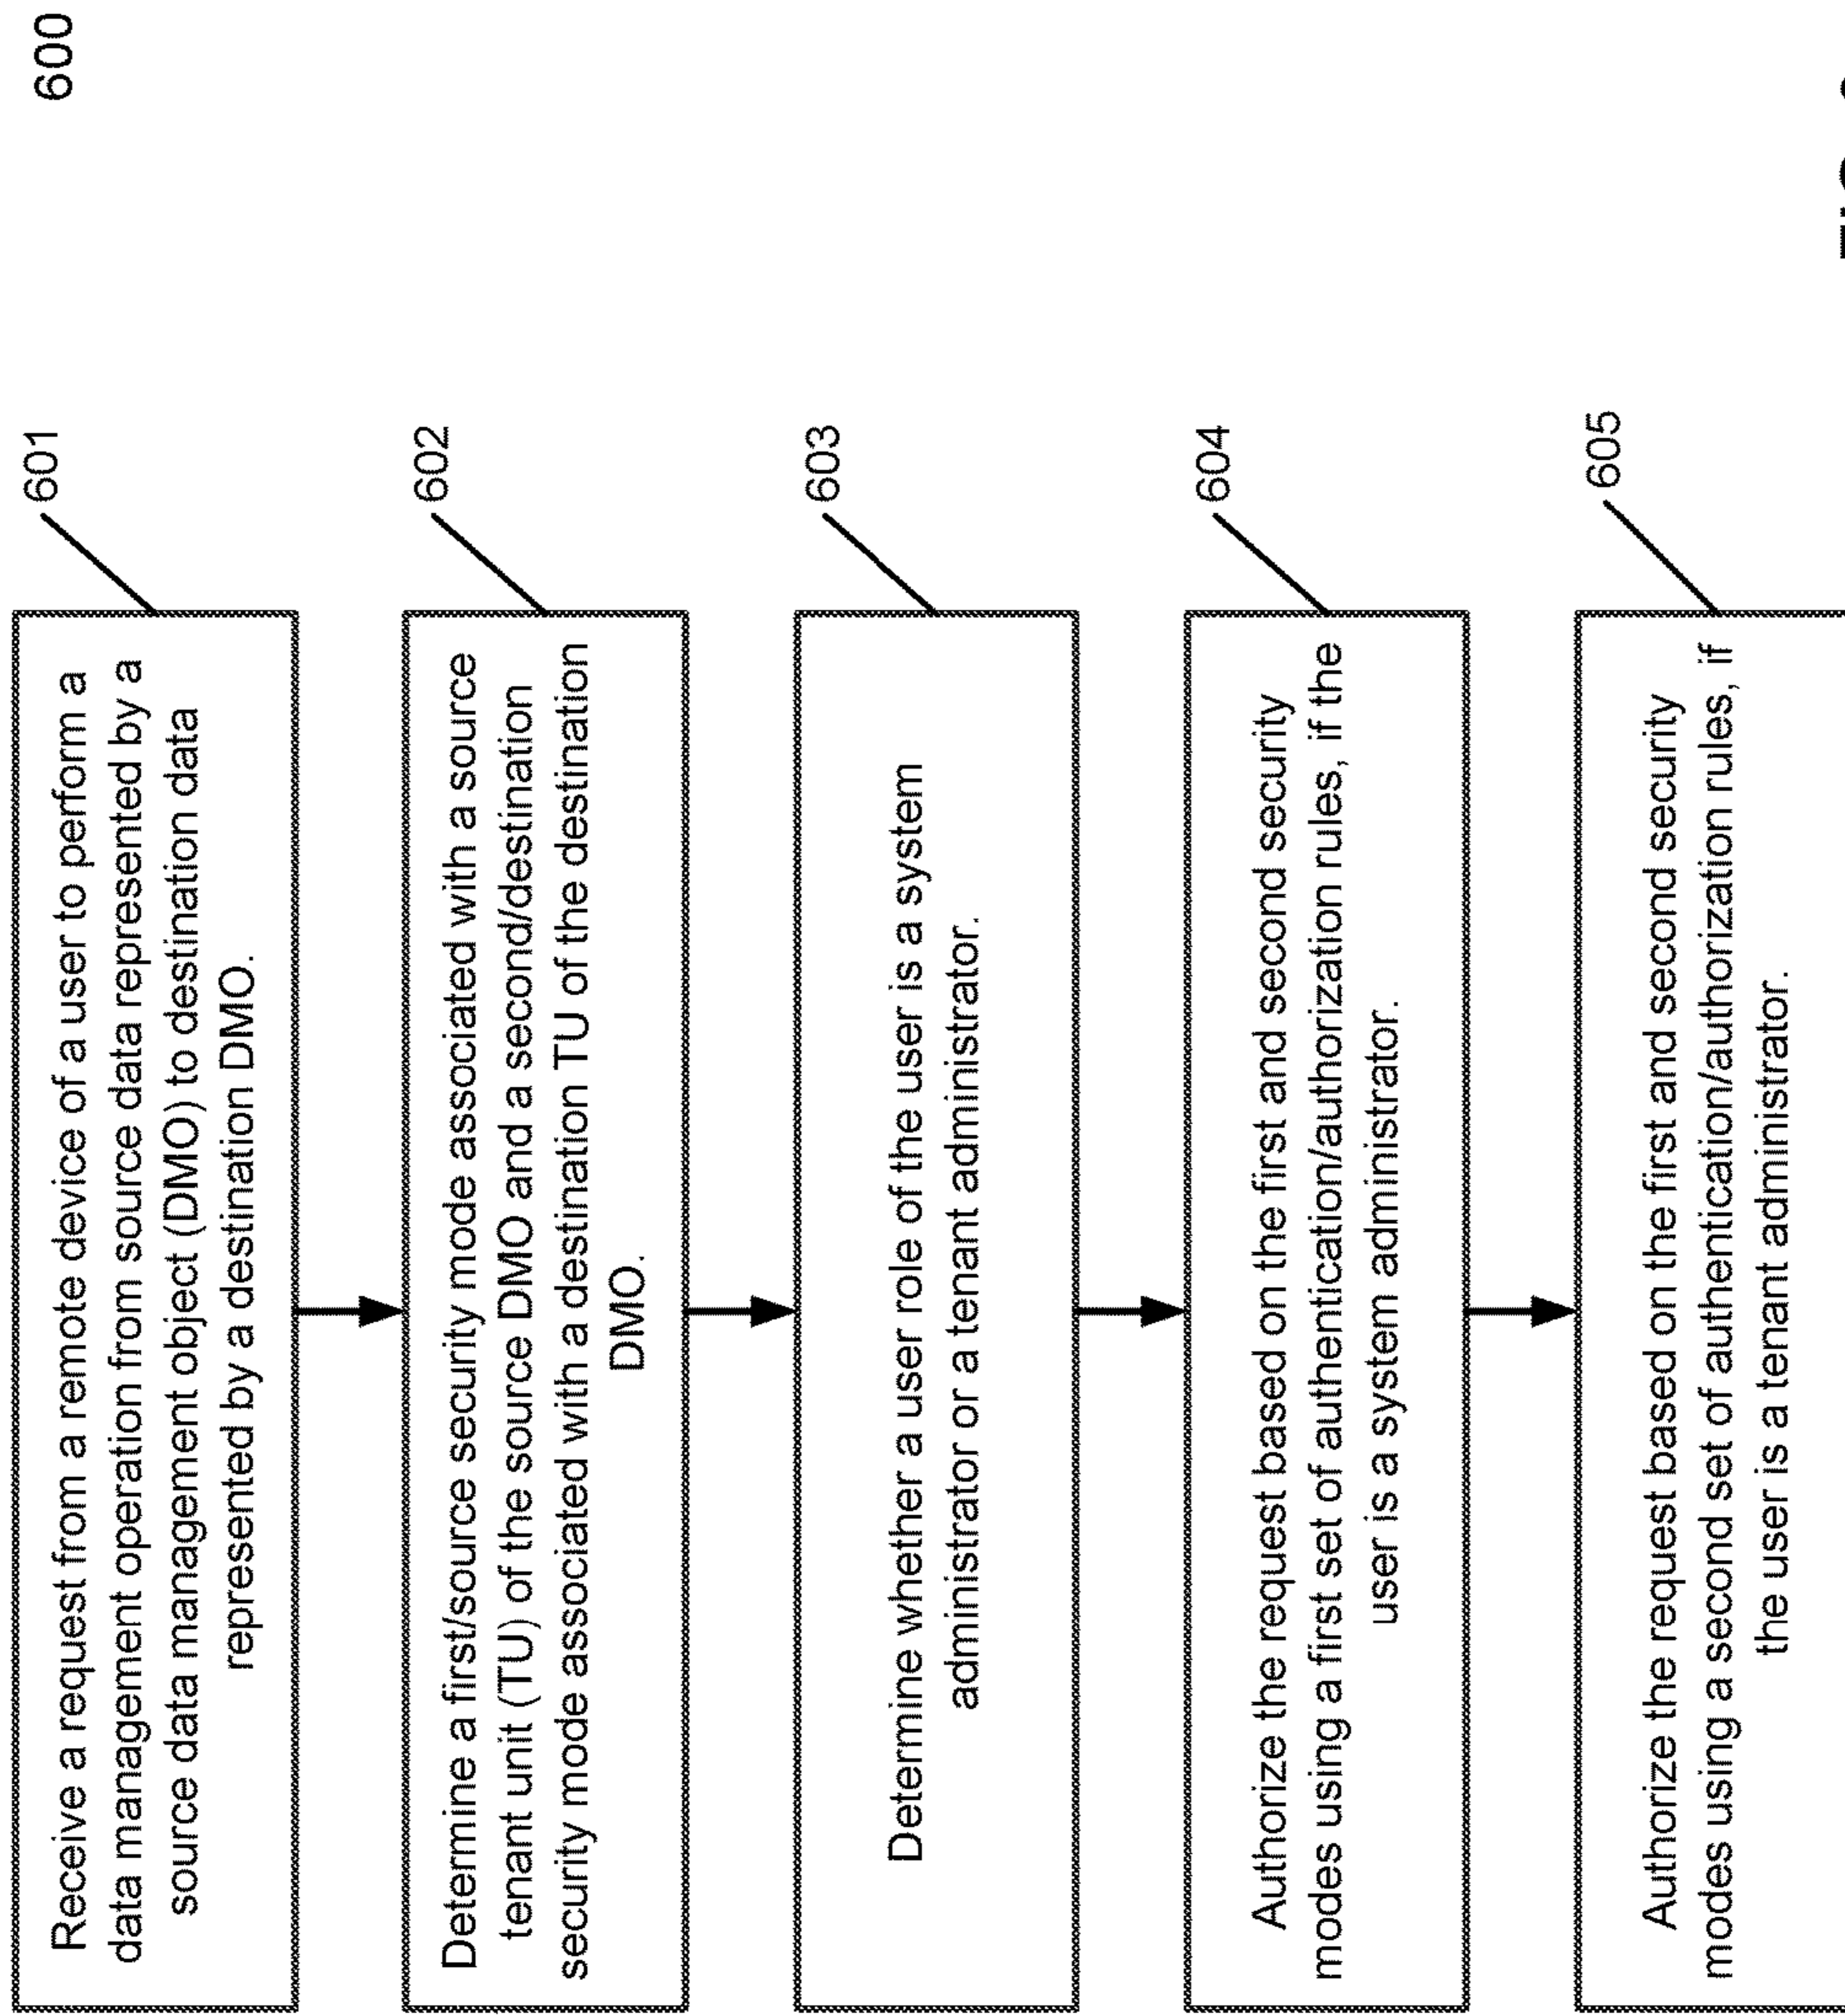 600
Receive a request from a remote device of a user to perform a
data management operation from source data represented by a
source data management object (DMO) to destination data
represented by a destination DMO.
601
Determine a first/source security mode associated with a source
tenant unit (TU) of the source DMO and a second/destination
security mode associated with a destination TU of the destination
DMO.
602
Determine whether a user role of the user is a system
administrator or a tenant administrator.
603
Authorize the request based on the first and second security
modes using a first set of authentication/authorization rules, if the
user is a system administrator.
604
Authorize the request based on the first and second security
modes using a second set of authentication/authorization rules, if
the user is a tenant administrator.
605